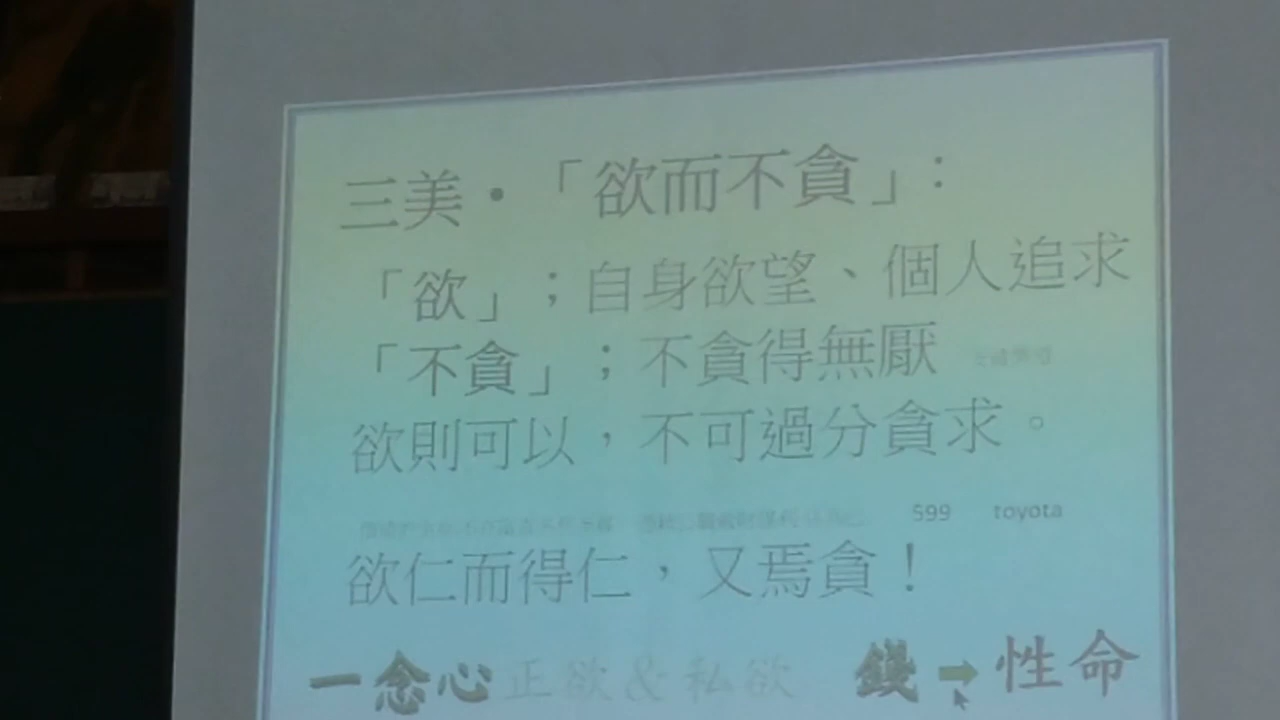 三美・「欲而不貪」：
「欲」；自身欲望、個人追求
「不貪」；不貪得無厭
欲則可以，不可過分貪求。
599 toyota
欲仁而得仁，又焉貪！
一念心 正欲&私欲 錢➡性命